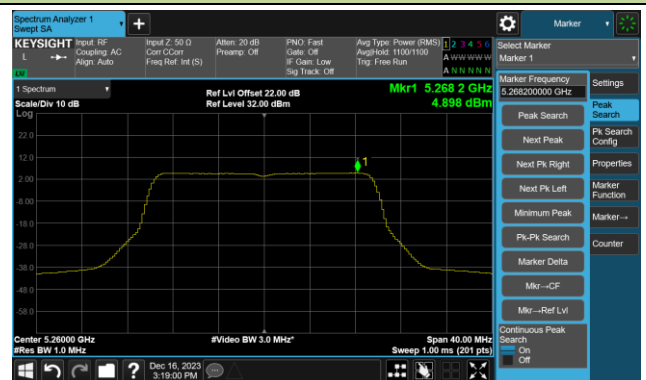 Spectrum Analyzer 1
Swept SA
+
Marker
KEYSIGHT
L
Input: RF
Coupling: AC
Align: Auto
Input Z: 50 Ω
Corr CCorr
Freq Ref: Int (S)
Atten: 20 dB
Preamp: Off
PNO: Fast
Gate: Off
IF Gain: Low
Sig Track: Off
Avg Type: Power (RMS)
Avg|Hold: 1100/1100
Trig: Free Run
1 2 3 4 5 6
A W W W W W
A N N N N N
Select Marker
Marker 1
1 Spectrum
Scale/Div 10 dB
Log
Ref Lvl Offset 22.00 dB
Ref Level 32.00 dBm
Mkr1 5.268 2 GHz
4.898 dBm
22.0
12.0
2.00
-8.00
-18.0
-28.0
-38.0
-48.0
-58.0
1
Center 5.26000 GHz
#Res BW 1.0 MHz
#Video BW 3.0 MHz*
Span 40.00 MHz
Sweep 1.00 ms (201 pts)
Marker Frequency
5.268200000 GHz
Peak Search
Next Peak
Next Pk Right
Next Pk Left
Minimum Peak
Pk-Pk Search
Marker Delta
Mkr→CF
Mkr→Ref Lvl
Continuous Peak
Search
On
Off
Settings
Peak
Search
Pk Search
Config
Properties
Marker
Function
Marker→
Counter
?
Dec 16, 2023
3:19:00 PM